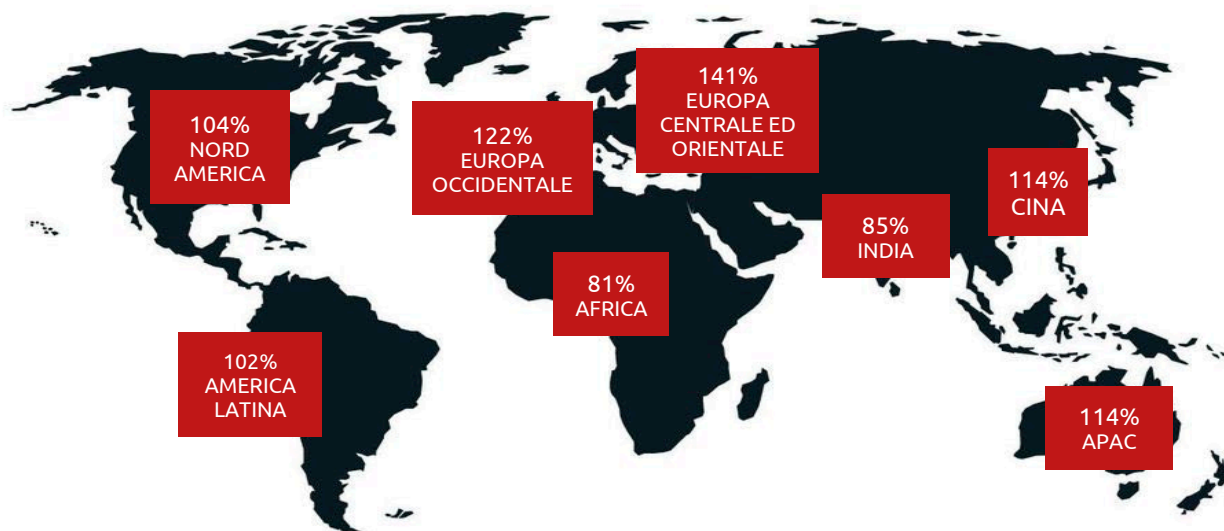 104%
NORD
AMERICA
122%
EUROPA
OCCIDENTALE
141%
EUROPA
CENTRALE ED
ORIENTALE
114%
CINA
85%
INDIA
81%
AFRICA
102%
AMERICA
LATINA
114%
APAC